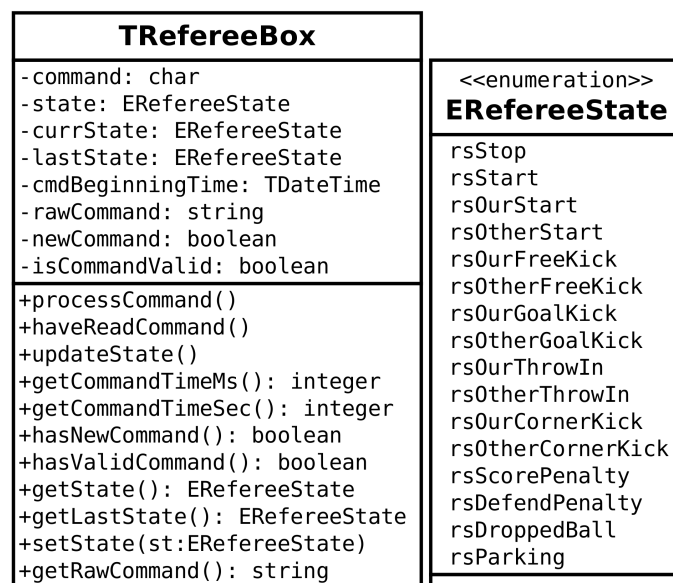 TRefereeBox
-command: char
-state: ERefereeState
-currState: ERefereeState
-lastState: ERefereeState
-cmdBeginningTime: TDateTime
-rawCommand: string
-newCommand: boolean
-isCommandValid: boolean
+processCommand()
+haveReadCommand()
+updateState()
+getCommandTimeMs(): integer
+getCommandTimeSec(): integer
+hasNewCommand(): boolean
+hasValidCommand(): boolean
+getState(): ERefereeState
+getLastState(): ERefereeState
+setState(st:ERefereeState)
+getRawCommand(): string
<<enumeration>>
ERefereeState
rsStop
rsStart
rsOurStart
rsOtherStart
rsOurFreeKick
rsOtherFreeKick
rsOurGoalKick
rsOtherGoalKick
rsOurThrowIn
rsOtherThrowIn
rsOurCornerKick
rsOtherCornerKick
rsScorePenalty
rsDefendPenalty
rsDroppedBall
rsParking